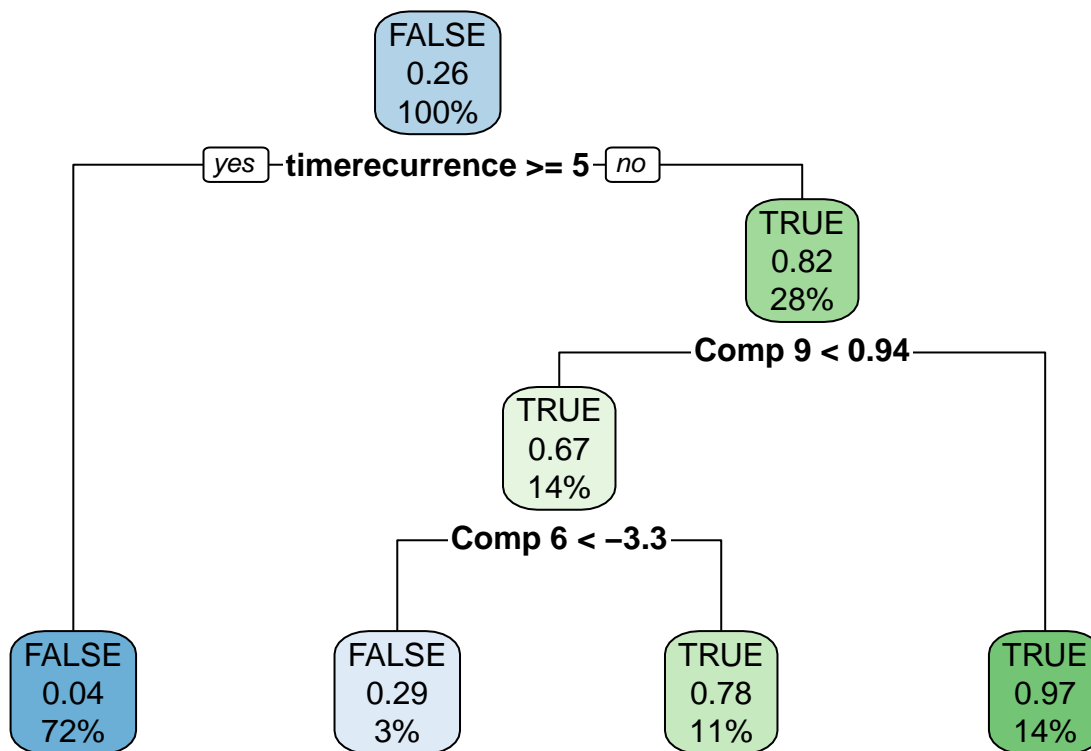 FALSE
0.26
100%
yes timerecurrence >= 5 no
TRUE
0.82
28%
Comp 9 < 0.94
TRUE
0.67
14%
Comp 6 < −3.3
FALSE
0.04
72%
FALSE
0.29
3%
TRUE
0.78
11%
TRUE
0.97
14%